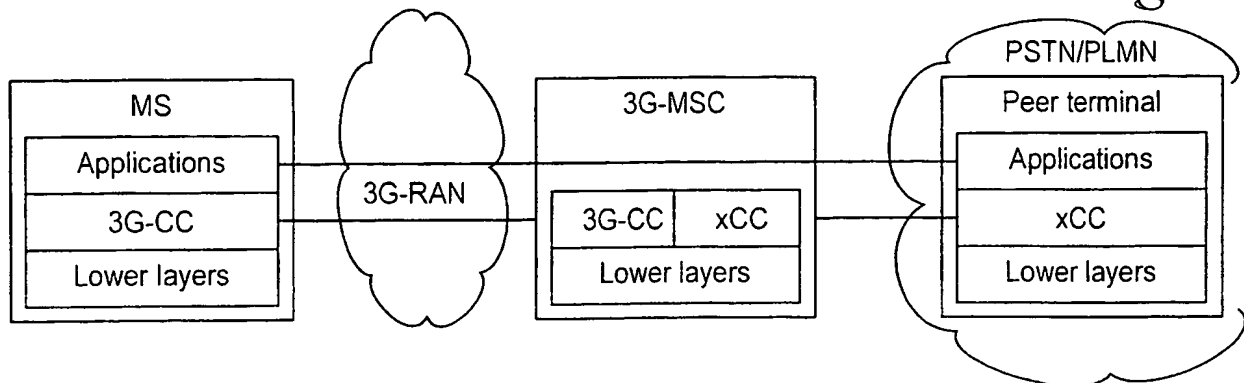 PSTN/PLMN
MS
3G-MSC
Peer terminal
Applications
Applications
3G-RAN
3G-CC
3G-CC
xCC
xCC
Lower layers
Lower layers
Lower layers